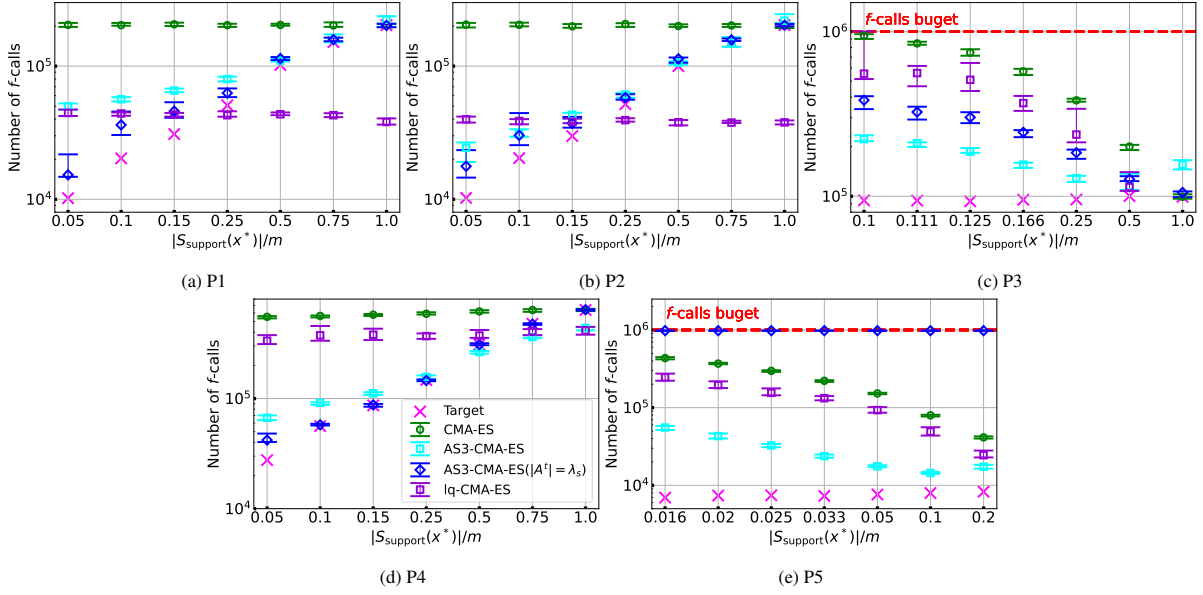 Number of f-calls
10⁵
10⁴
0.05 0.1 0.15 0.25 0.5 0.75 1.0
|S_support(x*)|/m
(a) P1
Number of f-calls
10⁵
10⁴
0.05 0.1 0.15 0.25 0.5 0.75 1.0
|S_support(x*)|/m
(b) P2
Number of f-calls
10⁶
10⁵
f-calls buget
0.1 0.111 0.125 0.166 0.25 0.5 1.0
|S_support(x*)|/m
(c) P3
Number of f-calls
10⁵
10⁴
Target
CMA-ES
AS3-CMA-ES
AS3-CMA-ES(|Aᵗ| = λₛ)
lq-CMA-ES
0.05 0.1 0.15 0.25 0.5 0.75 1.0
|S_support(x*)|/m
(d) P4
Number of f-calls
10⁶
10⁵
10⁴
f-calls buget
0.016 0.02 0.025 0.033 0.05 0.1 0.2
|S_support(x*)|/m
(e) P5